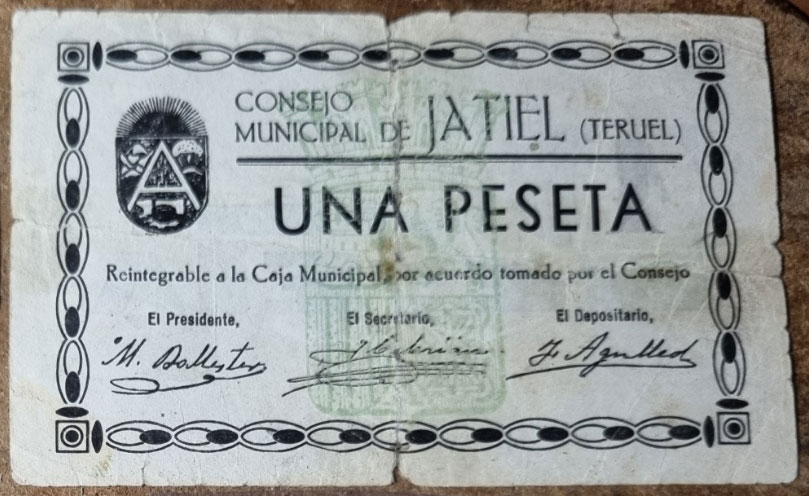 CONSEJO
MUNICIPAL DE JATIEL (TERUEL)
UNA PESETA
Reintegrable a la Caja Municipal, por acuerdo tomado por el Consejo
El Presidente, El Secretario, El Depositario,
M. Ballester